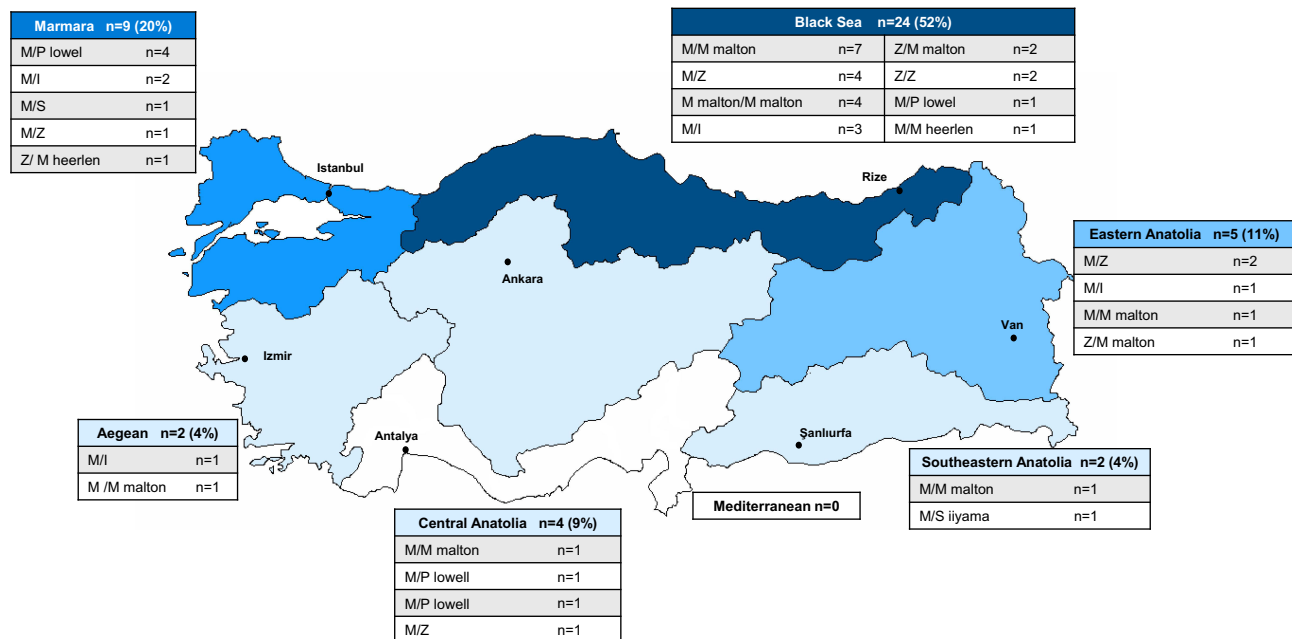 Marmara n=9 (20%)
M/P lowel n=4
M/I n=2
M/S n=1
M/Z n=1
Z/ M heerlen n=1
Black Sea n=24 (52%)
M/M malton n=7 Z/M malton n=2
M/Z n=4 Z/Z n=2
M malton/M malton n=4 M/P lowel n=1
M/I n=3 M/M heerlen n=1
Istanbul
Rize
Ankara
Van
Izmir
Antalya
Şanlıurfa
Eastern Anatolia n=5 (11%)
M/Z n=2
M/I n=1
M/M malton n=1
Z/M malton n=1
Aegean n=2 (4%)
M/I n=1
M /M malton n=1
Southeastern Anatolia n=2 (4%)
M/M malton n=1
M/S iiyama n=1
Mediterranean n=0
Central Anatolia n=4 (9%)
M/M malton n=1
M/P lowell n=1
M/P lowell n=1
M/Z n=1